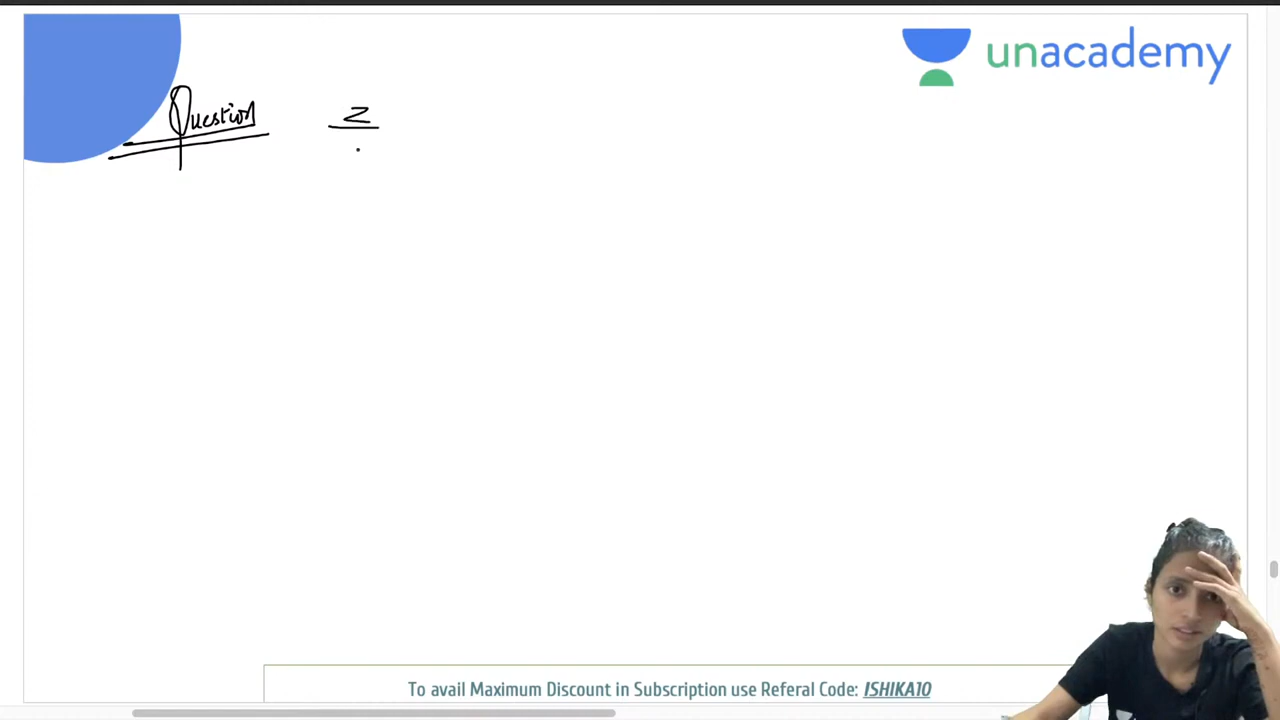 unacademy
Question 2
To avail Maximum Discount in Subscription use Referal Code: ISHIKA10